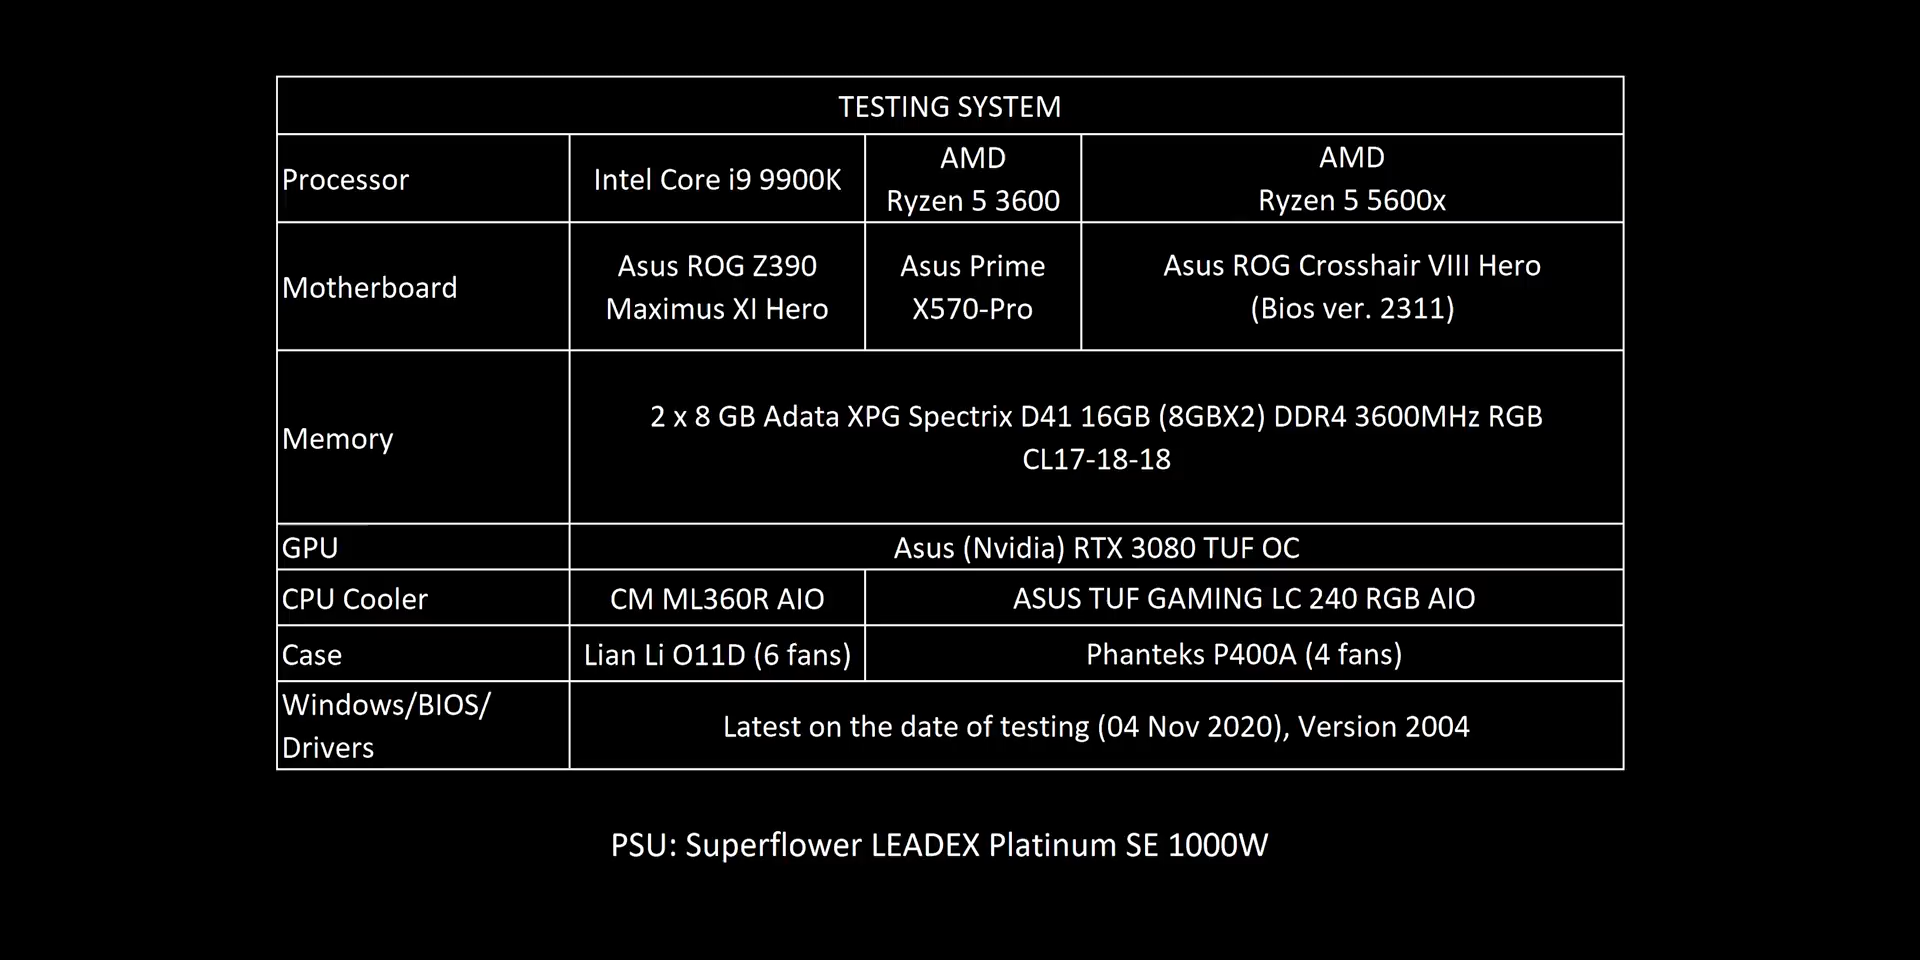 TESTING SYSTEM
Processor
Intel Core i9 9900K
AMD
Ryzen 5 3600
AMD
Ryzen 5 5600x
Motherboard
Asus ROG Z390
Maximus XI Hero
Asus Prime
X570-Pro
Asus ROG Crosshair VIII Hero
(Bios ver. 2311)
Memory
2 x 8 GB Adata XPG Spectrix D41 16GB (8GBX2) DDR4 3600MHz RGB
CL17-18-18
GPU
Asus (Nvidia) RTX 3080 TUF OC
CPU Cooler
CM ML360R AIO
ASUS TUF GAMING LC 240 RGB AIO
Case
Lian Li O11D (6 fans)
Phanteks P400A (4 fans)
Windows/BIOS/
Drivers
Latest on the date of testing (04 Nov 2020), Version 2004
PSU: Superflower LEADEX Platinum SE 1000W